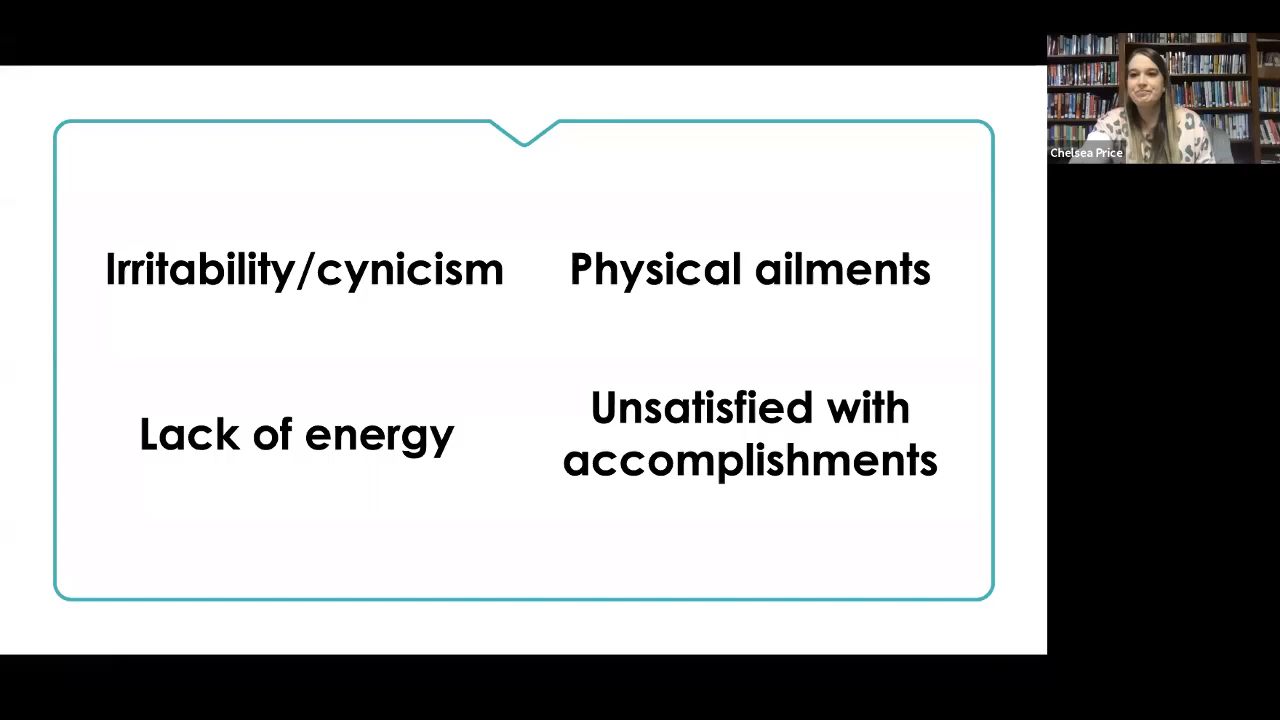 Irritability/cynicism
Physical ailments
Lack of energy
Unsatisfied with
accomplishments
Chelsea Price